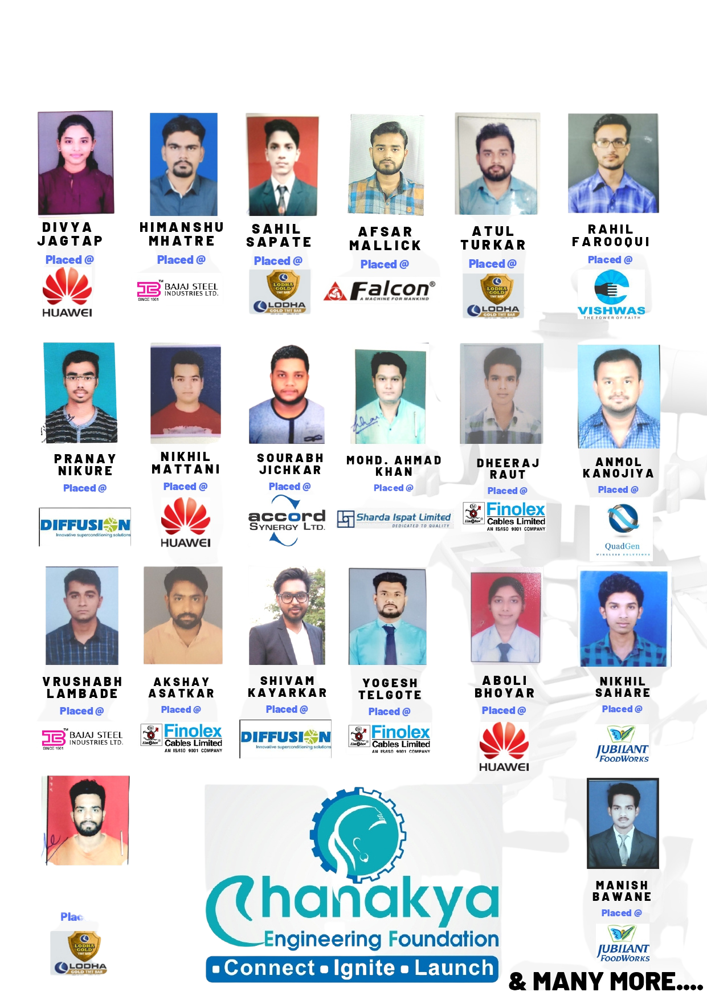 DIVYA
JAGTAP
Placed @
HUAWEI
HIMANSHU
MHATRE
Placed @
BAJAJ STEEL
INDUSTRIES LTD.
SINCE 1961
TM
SAHIL
SAPATE
Placed @
LODHA
GOLD
TMT BAR
LODHA
GOLD TMT BAR
AFSAR
MALLICK
Placed @
Falcon®
A MACHINE FOR MANKIND
ATUL
TURKAR
Placed @
LODHA
GOLD
TMT BAR
LODHA
GOLD TMT BAR
RAHIL
FAROOQUI
Placed @
VISHWAS
THE POWER OF FAITH
PRANAY
NIKURE
Placed @
DIFFUSION
Innovative superconditioning solutions
NIKHIL
MATTANI
Placed @
HUAWEI
SOURABH
JICHKAR
Placed @
accord
SYNERGY LTD.
MOHD. AHMAD
KHAN
Placed @
Sharda Ispat Limited
DEDICATED TO QUALITY
DHEERAJ
RAUT
Placed @
Finolex
Cables Limited
AN IS/ISO 9001 COMPANY
ANMOL
KANOJIYA
Placed @
QuadGen
WIRELESS SOLUTIONS
VRUSHABH
LAMBADE
Placed @
BAJAJ STEEL
INDUSTRIES LTD.
SINCE 1961
TM
AKSHAY
ASATKAR
Placed @
Finolex
Cables Limited
AN IS/ISO 9001 COMPANY
SHIVAM
KAYARKAR
Placed @
DIFFUSION
Innovative superconditioning solutions
YOGESH
TELGOTE
Placed @
Finolex
Cables Limited
AN IS/ISO 9001 COMPANY
ABOLI
BHOYAR
Placed @
HUAWEI
NIKHIL
SAHARE
Placed @
JUBILANT
FOODWORKS
Plac
LODHA
GOLD
TMT BAR
LODHA
GOLD TMT BAR
Chanakya
Engineering Foundation
▪ Connect ▪ Ignite ▪ Launch
MANISH
BAWANE
Placed @
JUBILANT
FOODWORKS
& MANY MORE....